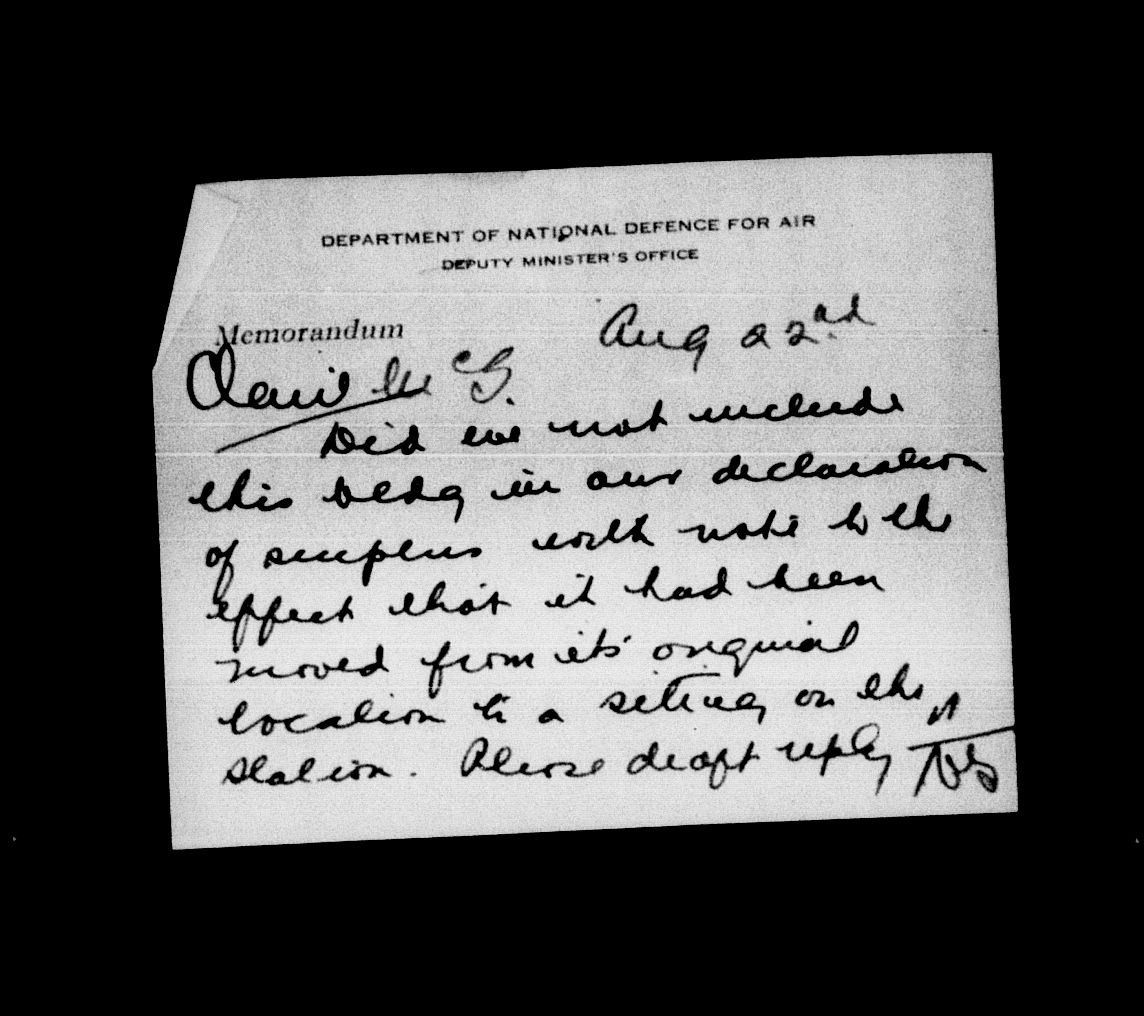 DEPARTMENT OF NATIONAL DEFENCE FOR AIR
DEPUTY MINISTER'S OFFICE
Memorandum
Aug 22nd
McG.
Did we not include
this bldg in our declaration
of surplus with note to the
effect that it had been
moved from its original
location to a siting on the
station. Please draft reply